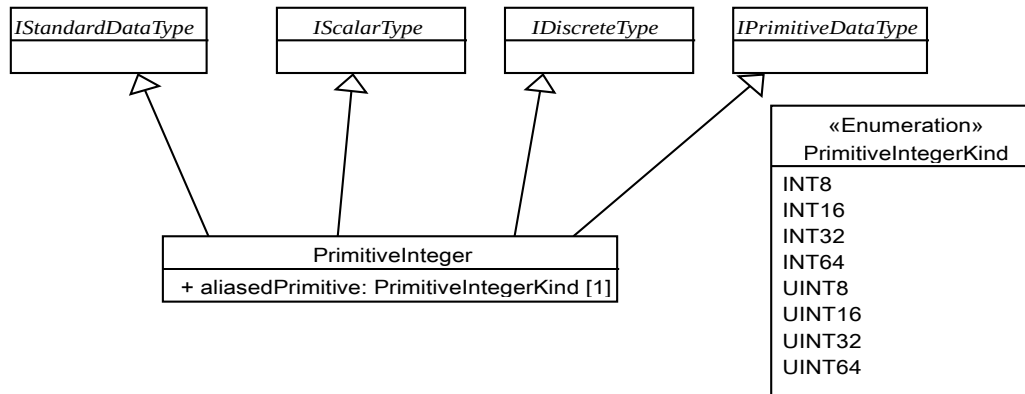 IStandardDataType
IScalarType
IDiscreteType
IPrimitiveDataType
«Enumeration»
PrimitiveIntegerKind
INT8
INT16
INT32
INT64
UINT8
UINT16
UINT32
UINT64
PrimitiveInteger
+ aliasedPrimitive: PrimitiveIntegerKind [1]